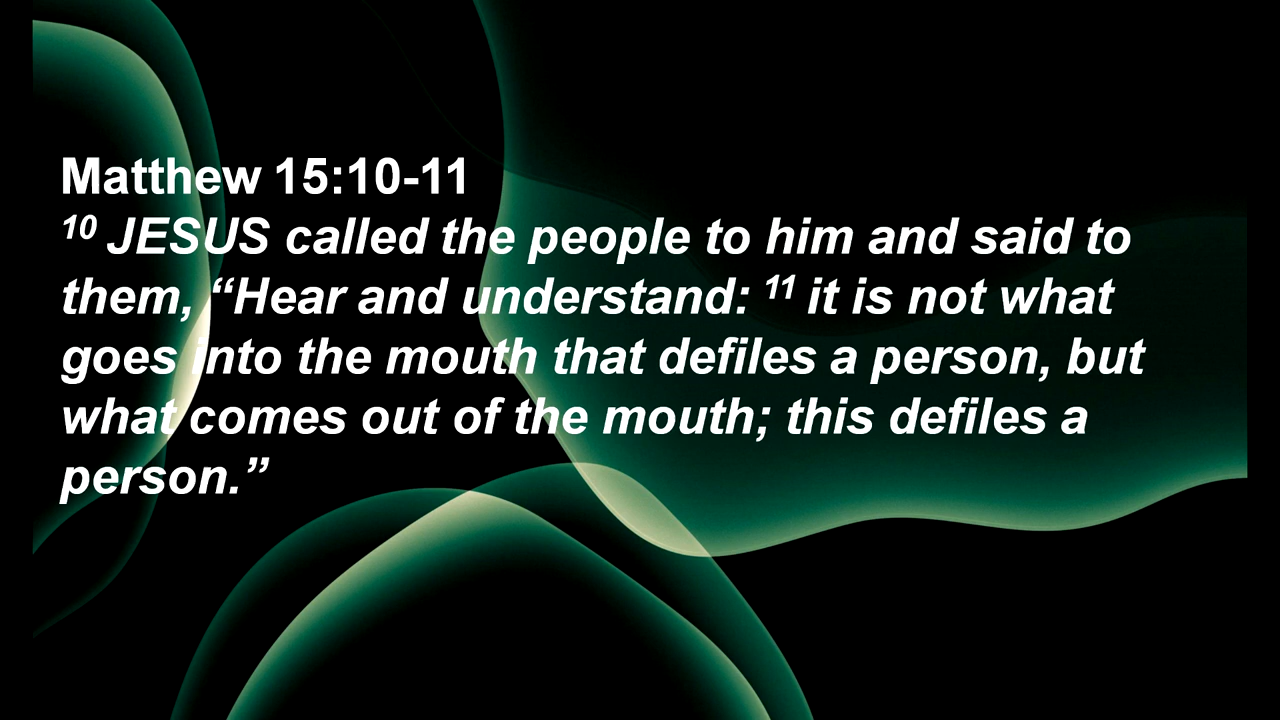 Matthew 15:10-11
10 JESUS called the people to him and said to
them, “Hear and understand: 11 it is not what
goes into the mouth that defiles a person, but
what comes out of the mouth; this defiles a
person.”